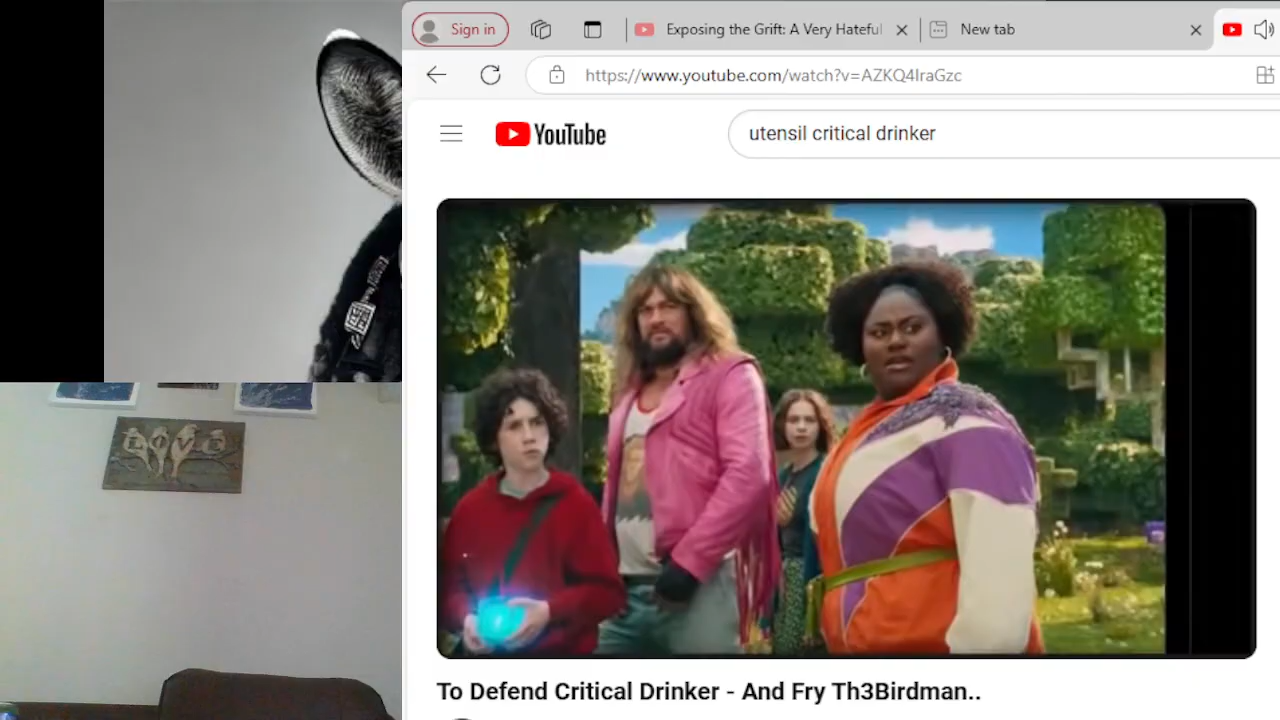 Sign in
Exposing the Grift: A Very Hateful
New tab
https://www.youtube.com/watch?v=AZKQ4IraGzc
YouTube
utensil critical drinker
LOVE
To Defend Critical Drinker - And Fry Th3Birdman..